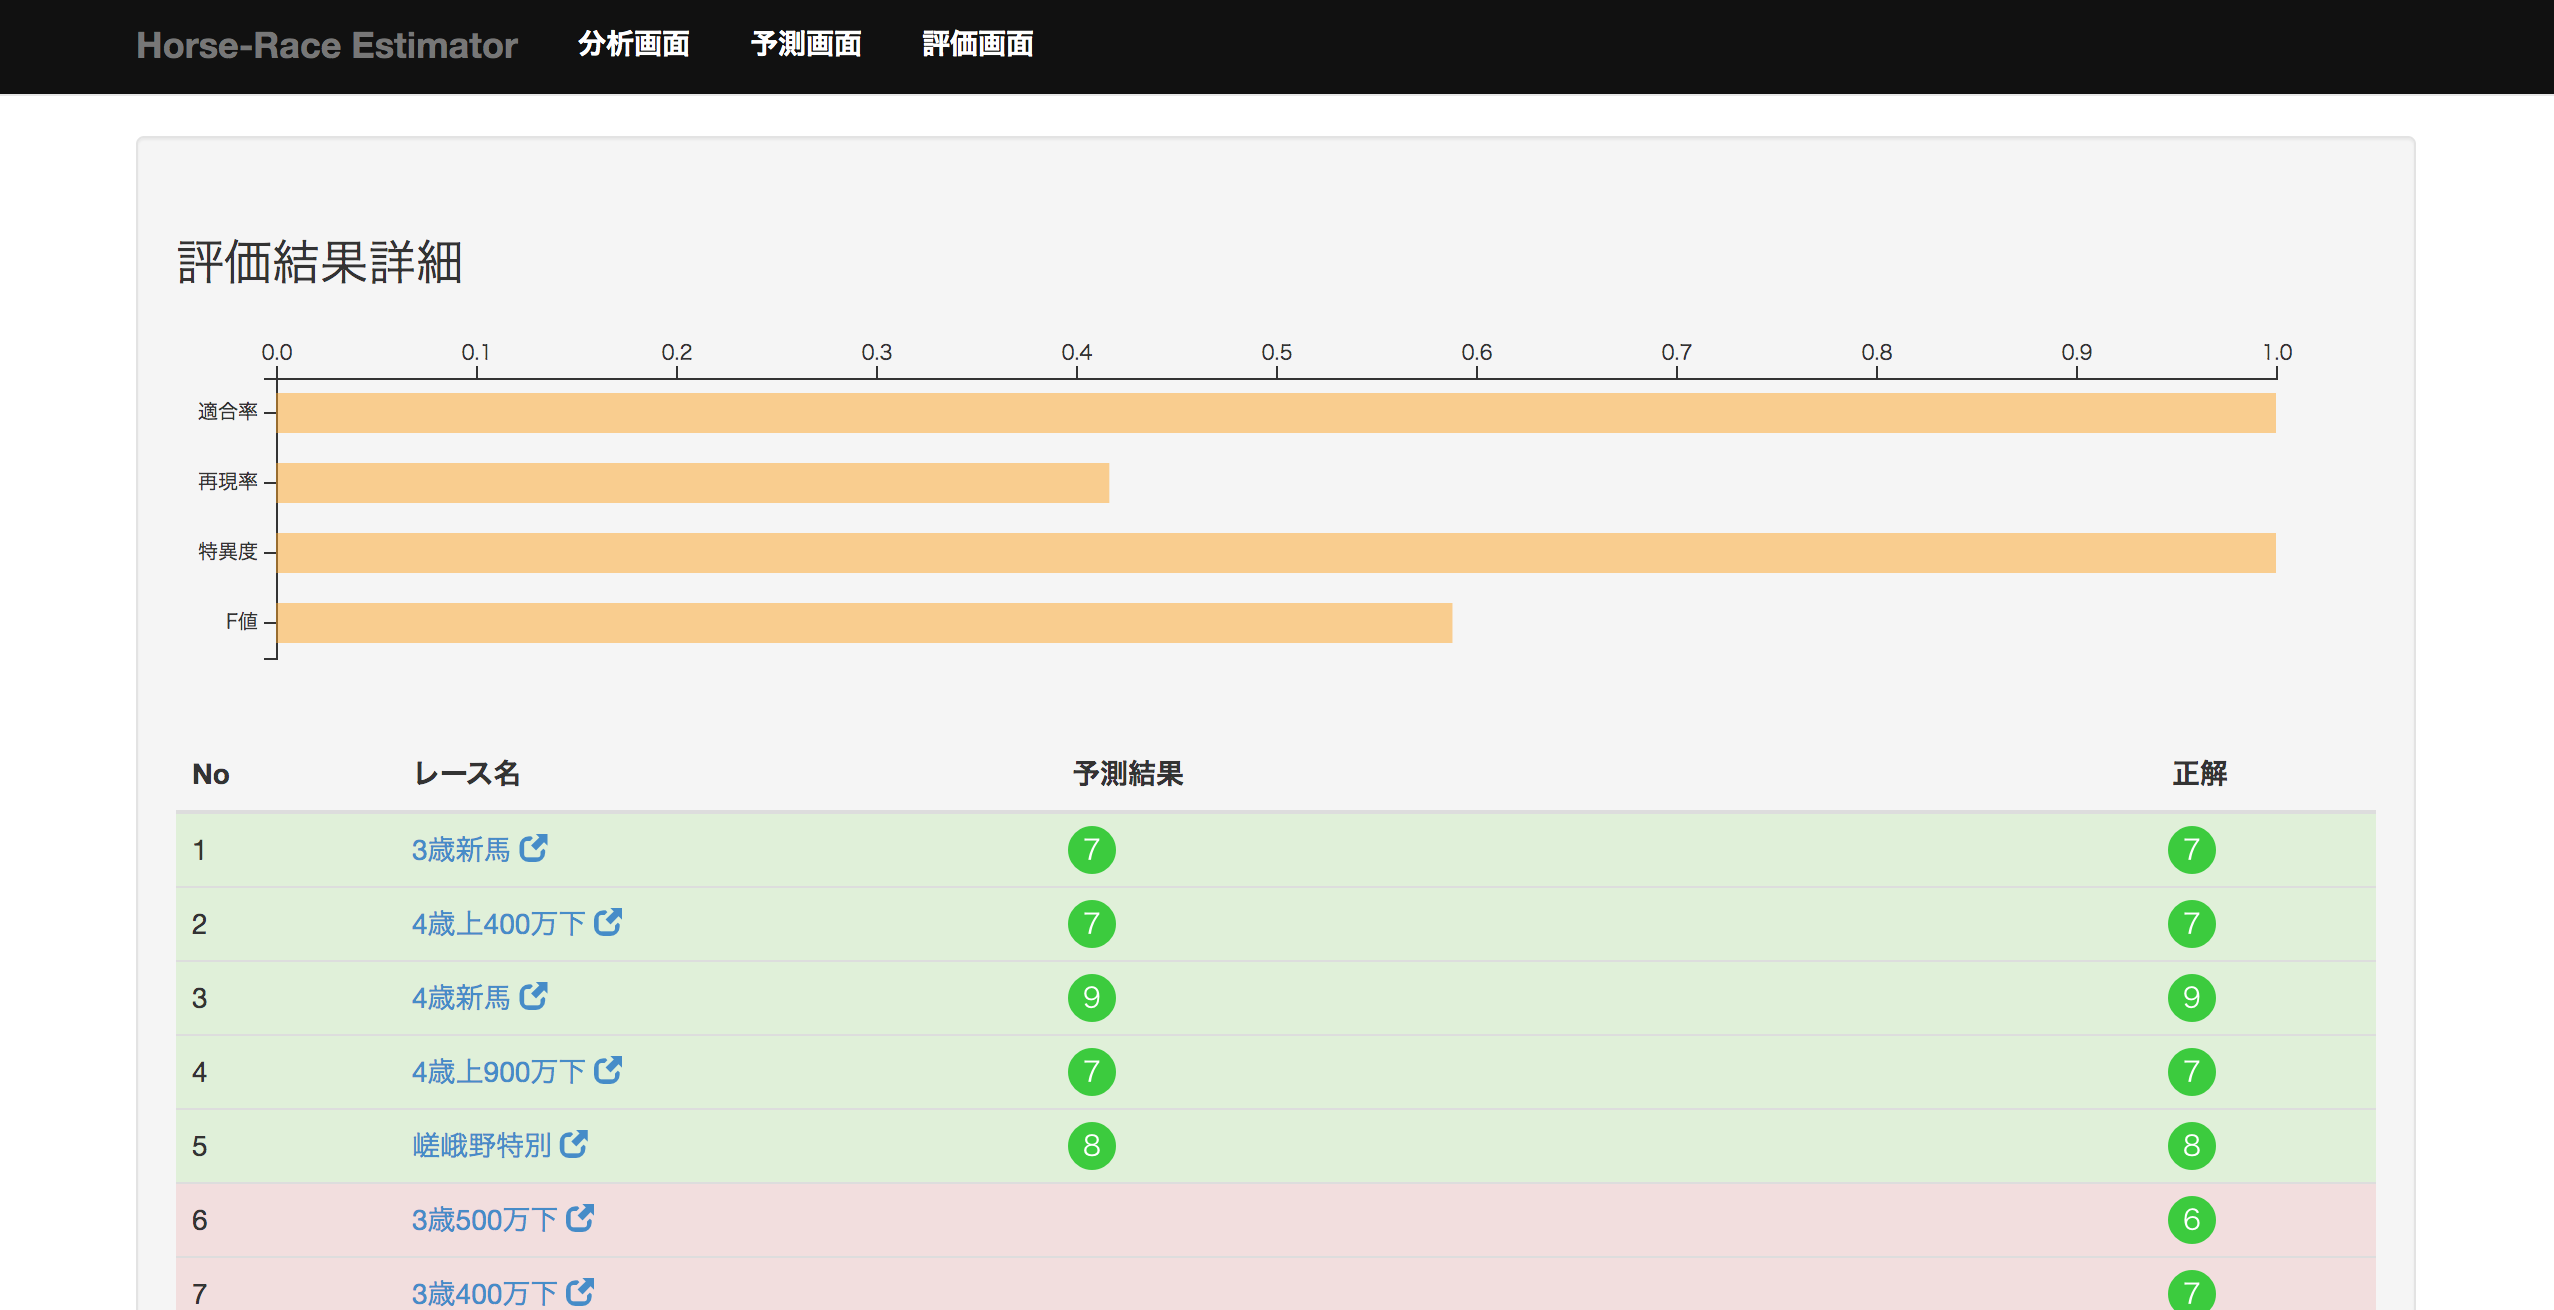 Horse-Race Estimator 分析画面 予測画面 評価画面
評価結果詳細
0.0 0.1 0.2 0.3 0.4 0.5 0.6 0.7 0.8 0.9 1.0
適合率
再現率
特異度
F値
No レース名 予測結果 正解
1 3歳新馬 7 7
2 4歳上400万下 7 7
3 4歳新馬 9 9
4 4歳上900万下 7 7
5 嵯峨野特別 8 8
6 3歳500万下 6
7 3歳400万下 7